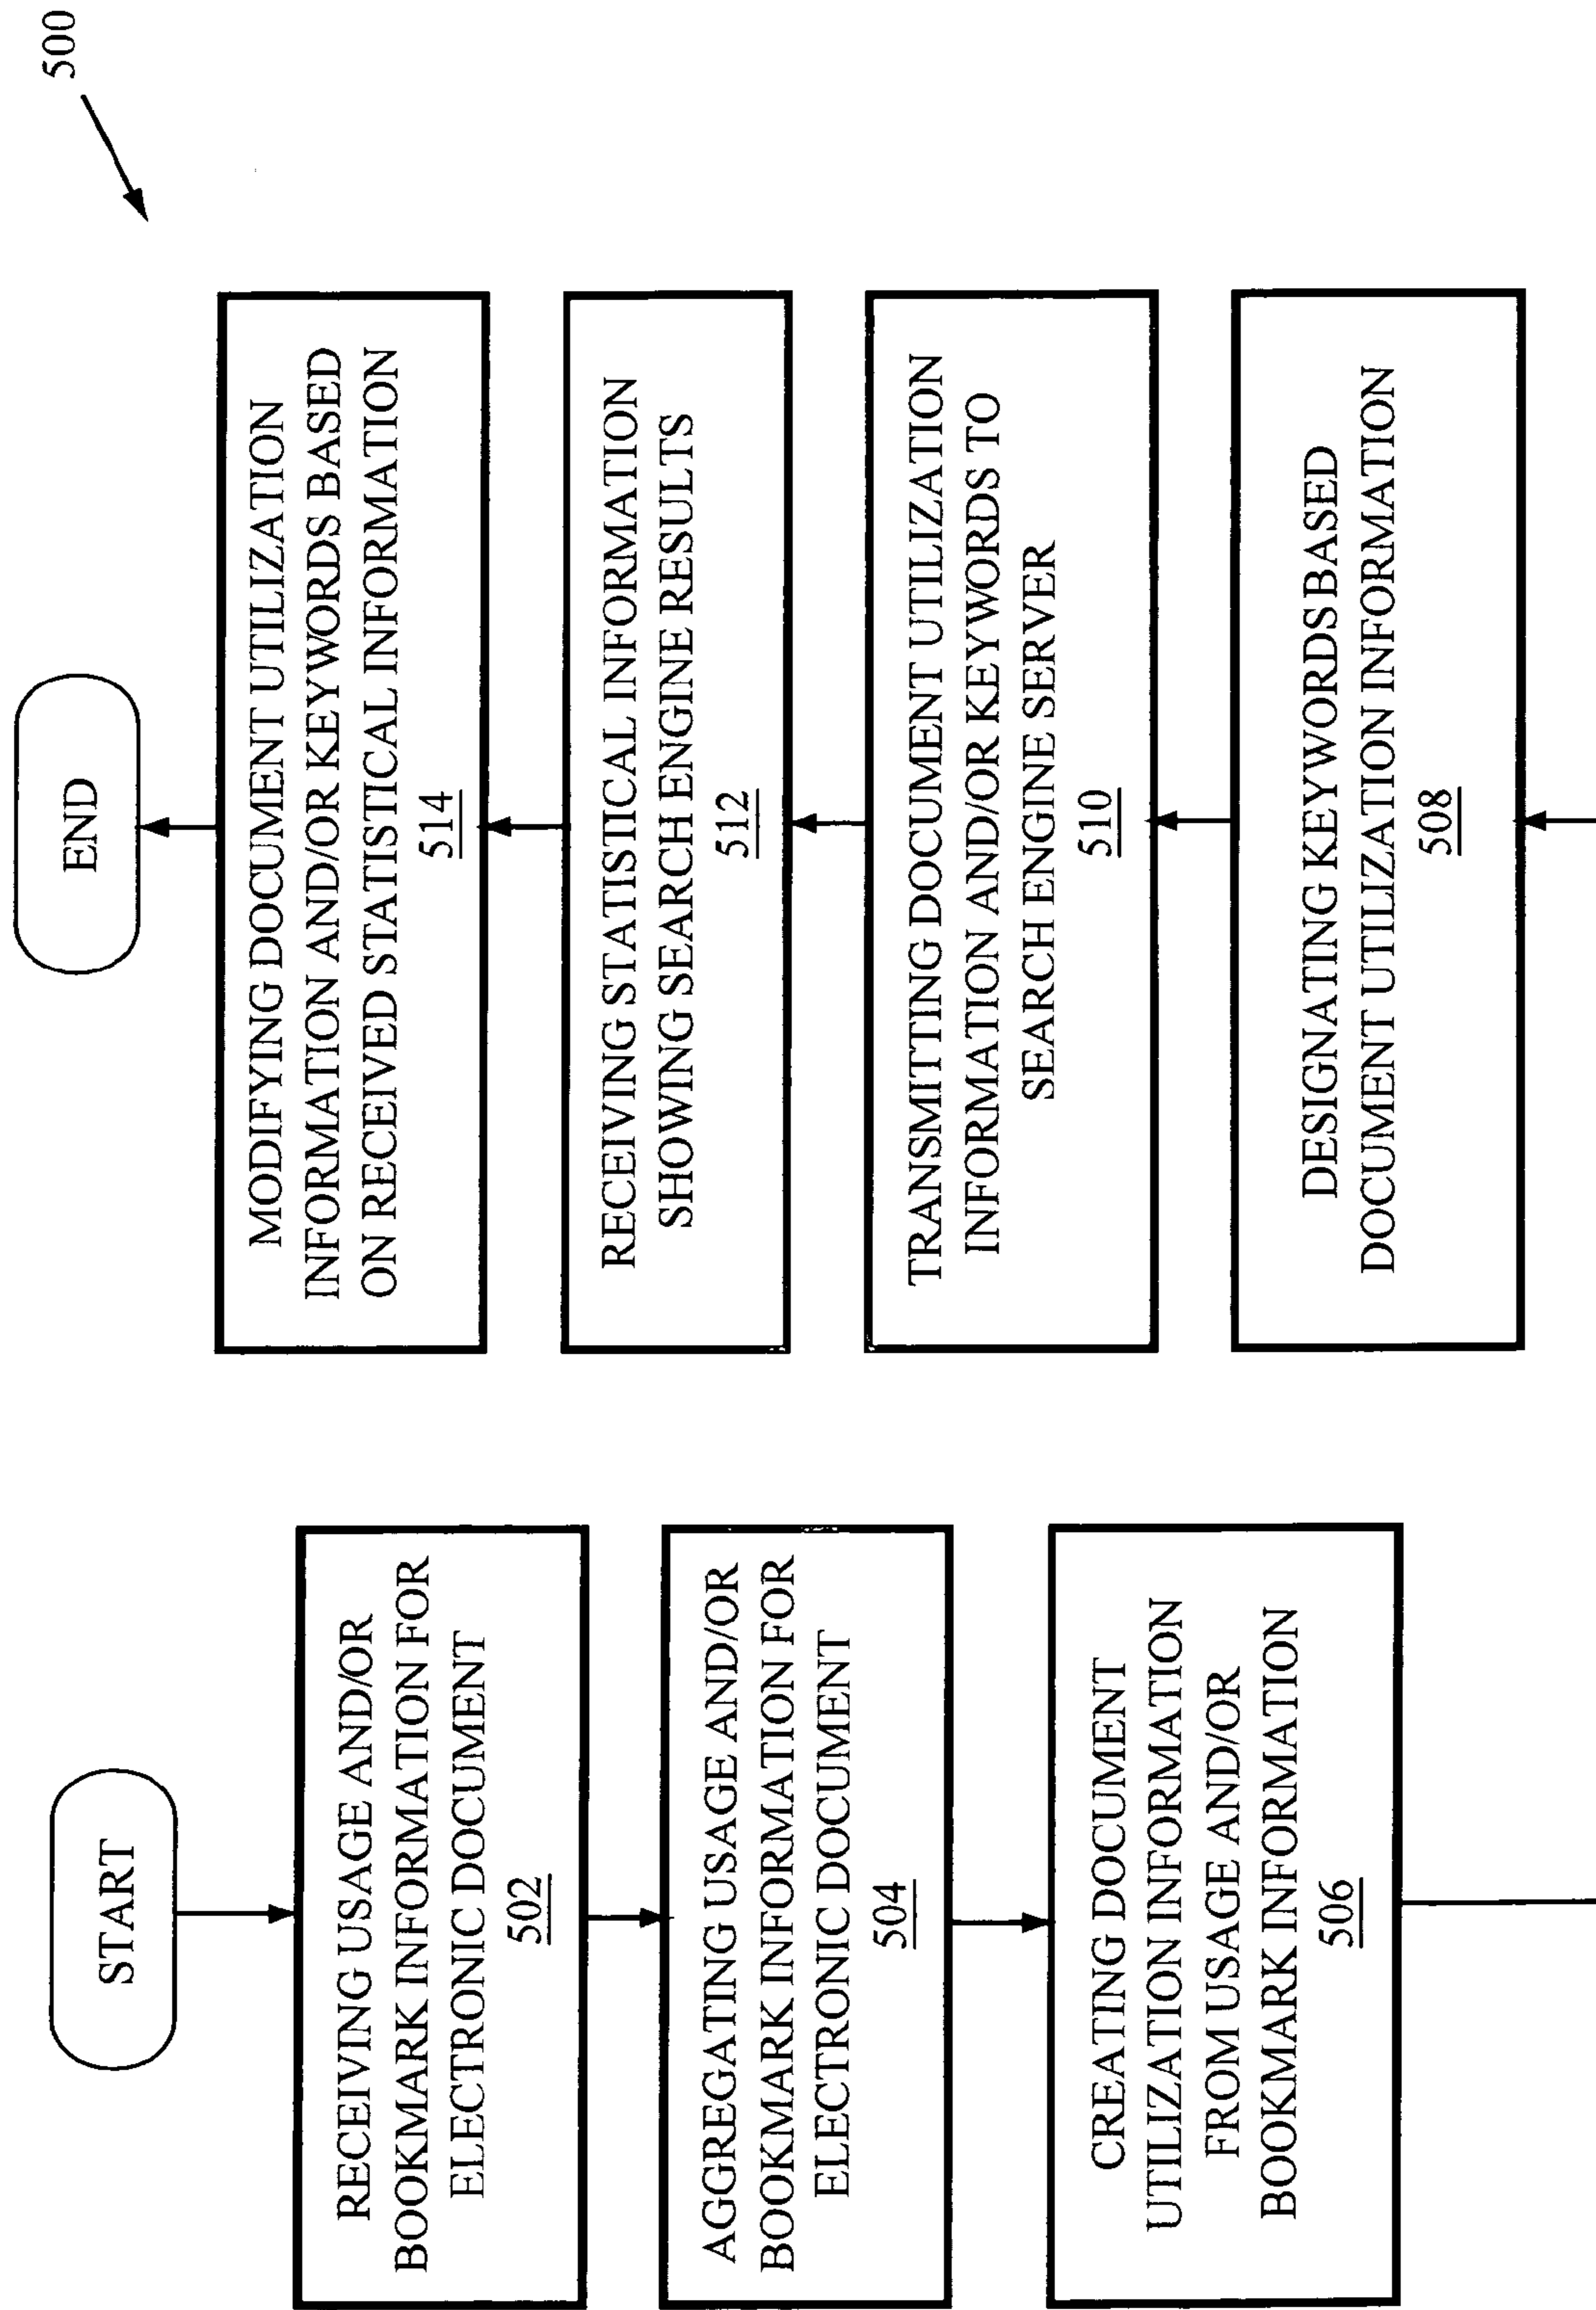 500
START
RECEIVING USAGE AND/OR
BOOKMARK INFORMATION FOR
ELECTRONIC DOCUMENT
502
AGGREGATING USAGE AND/OR
BOOKMARK INFORMATION FOR
ELECTRONIC DOCUMENT
504
CREATING DOCUMENT
UTILIZATION INFORMATION
FROM USAGE AND/OR
BOOKMARK INFORMATION
506
DESIGNATING KEYWORDS BASED
DOCUMENT UTILIZATION INFORMATION
508
TRANSMITTING DOCUMENT UTILIZATION
INFORMATION AND/OR KEYWORDS TO
SEARCH ENGINE SERVER
510
RECEIVING STATISTICAL INFORMATION
SHOWING SEARCH ENGINE RESULTS
512
MODIFYING DOCUMENT UTILIZATION
INFORMATION AND/OR KEYWORDS BASED
ON RECEIVED STATISTICAL INFORMATION
514
END